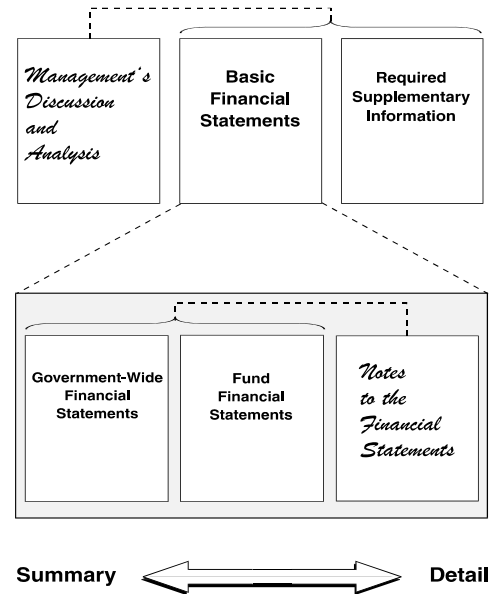 Management's
Discussion
and
Analysis
Basic
Financial
Statements
Required
Supplementary
Information
Government-Wide
Financial
Statements
Fund
Financial
Statements
Notes
to the
Financial
Statements
Summary
Detail